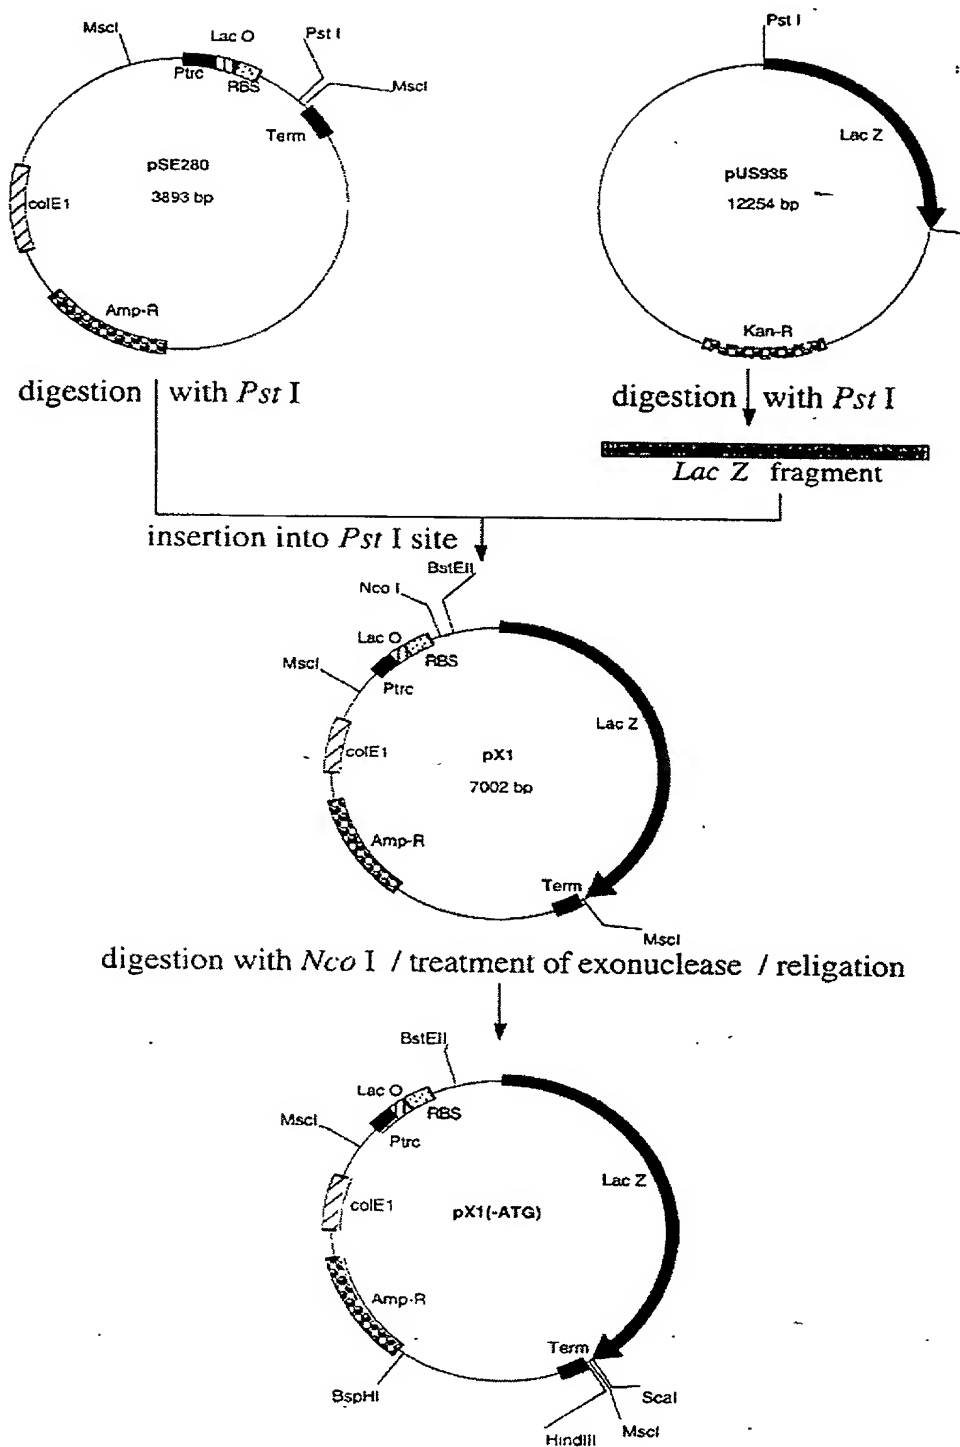 MscI
Lac O
Pst I
Ptrc
RBS
MscI
Term
pSE280
3893 bp
colE1
Amp-R
Pst I
Lac Z
pUS935
12254 bp
Kan-R
digestion with Pst I
digestion with Pst I
Lac Z fragment
insertion into Pst I site
BstEII
Nco I
Lac O
RBS
MscI
Ptrc
Lac Z
colE1
pX1
7002 bp
Amp-R
Term
MscI
digestion with Nco I / treatment of exonuclease / religation
BstEII
Lac O
RBS
MscI
Ptrc
Lac Z
colE1
pX1(-ATG)
Amp-R
Term
BspHI
ScaI
MscI
HindIII